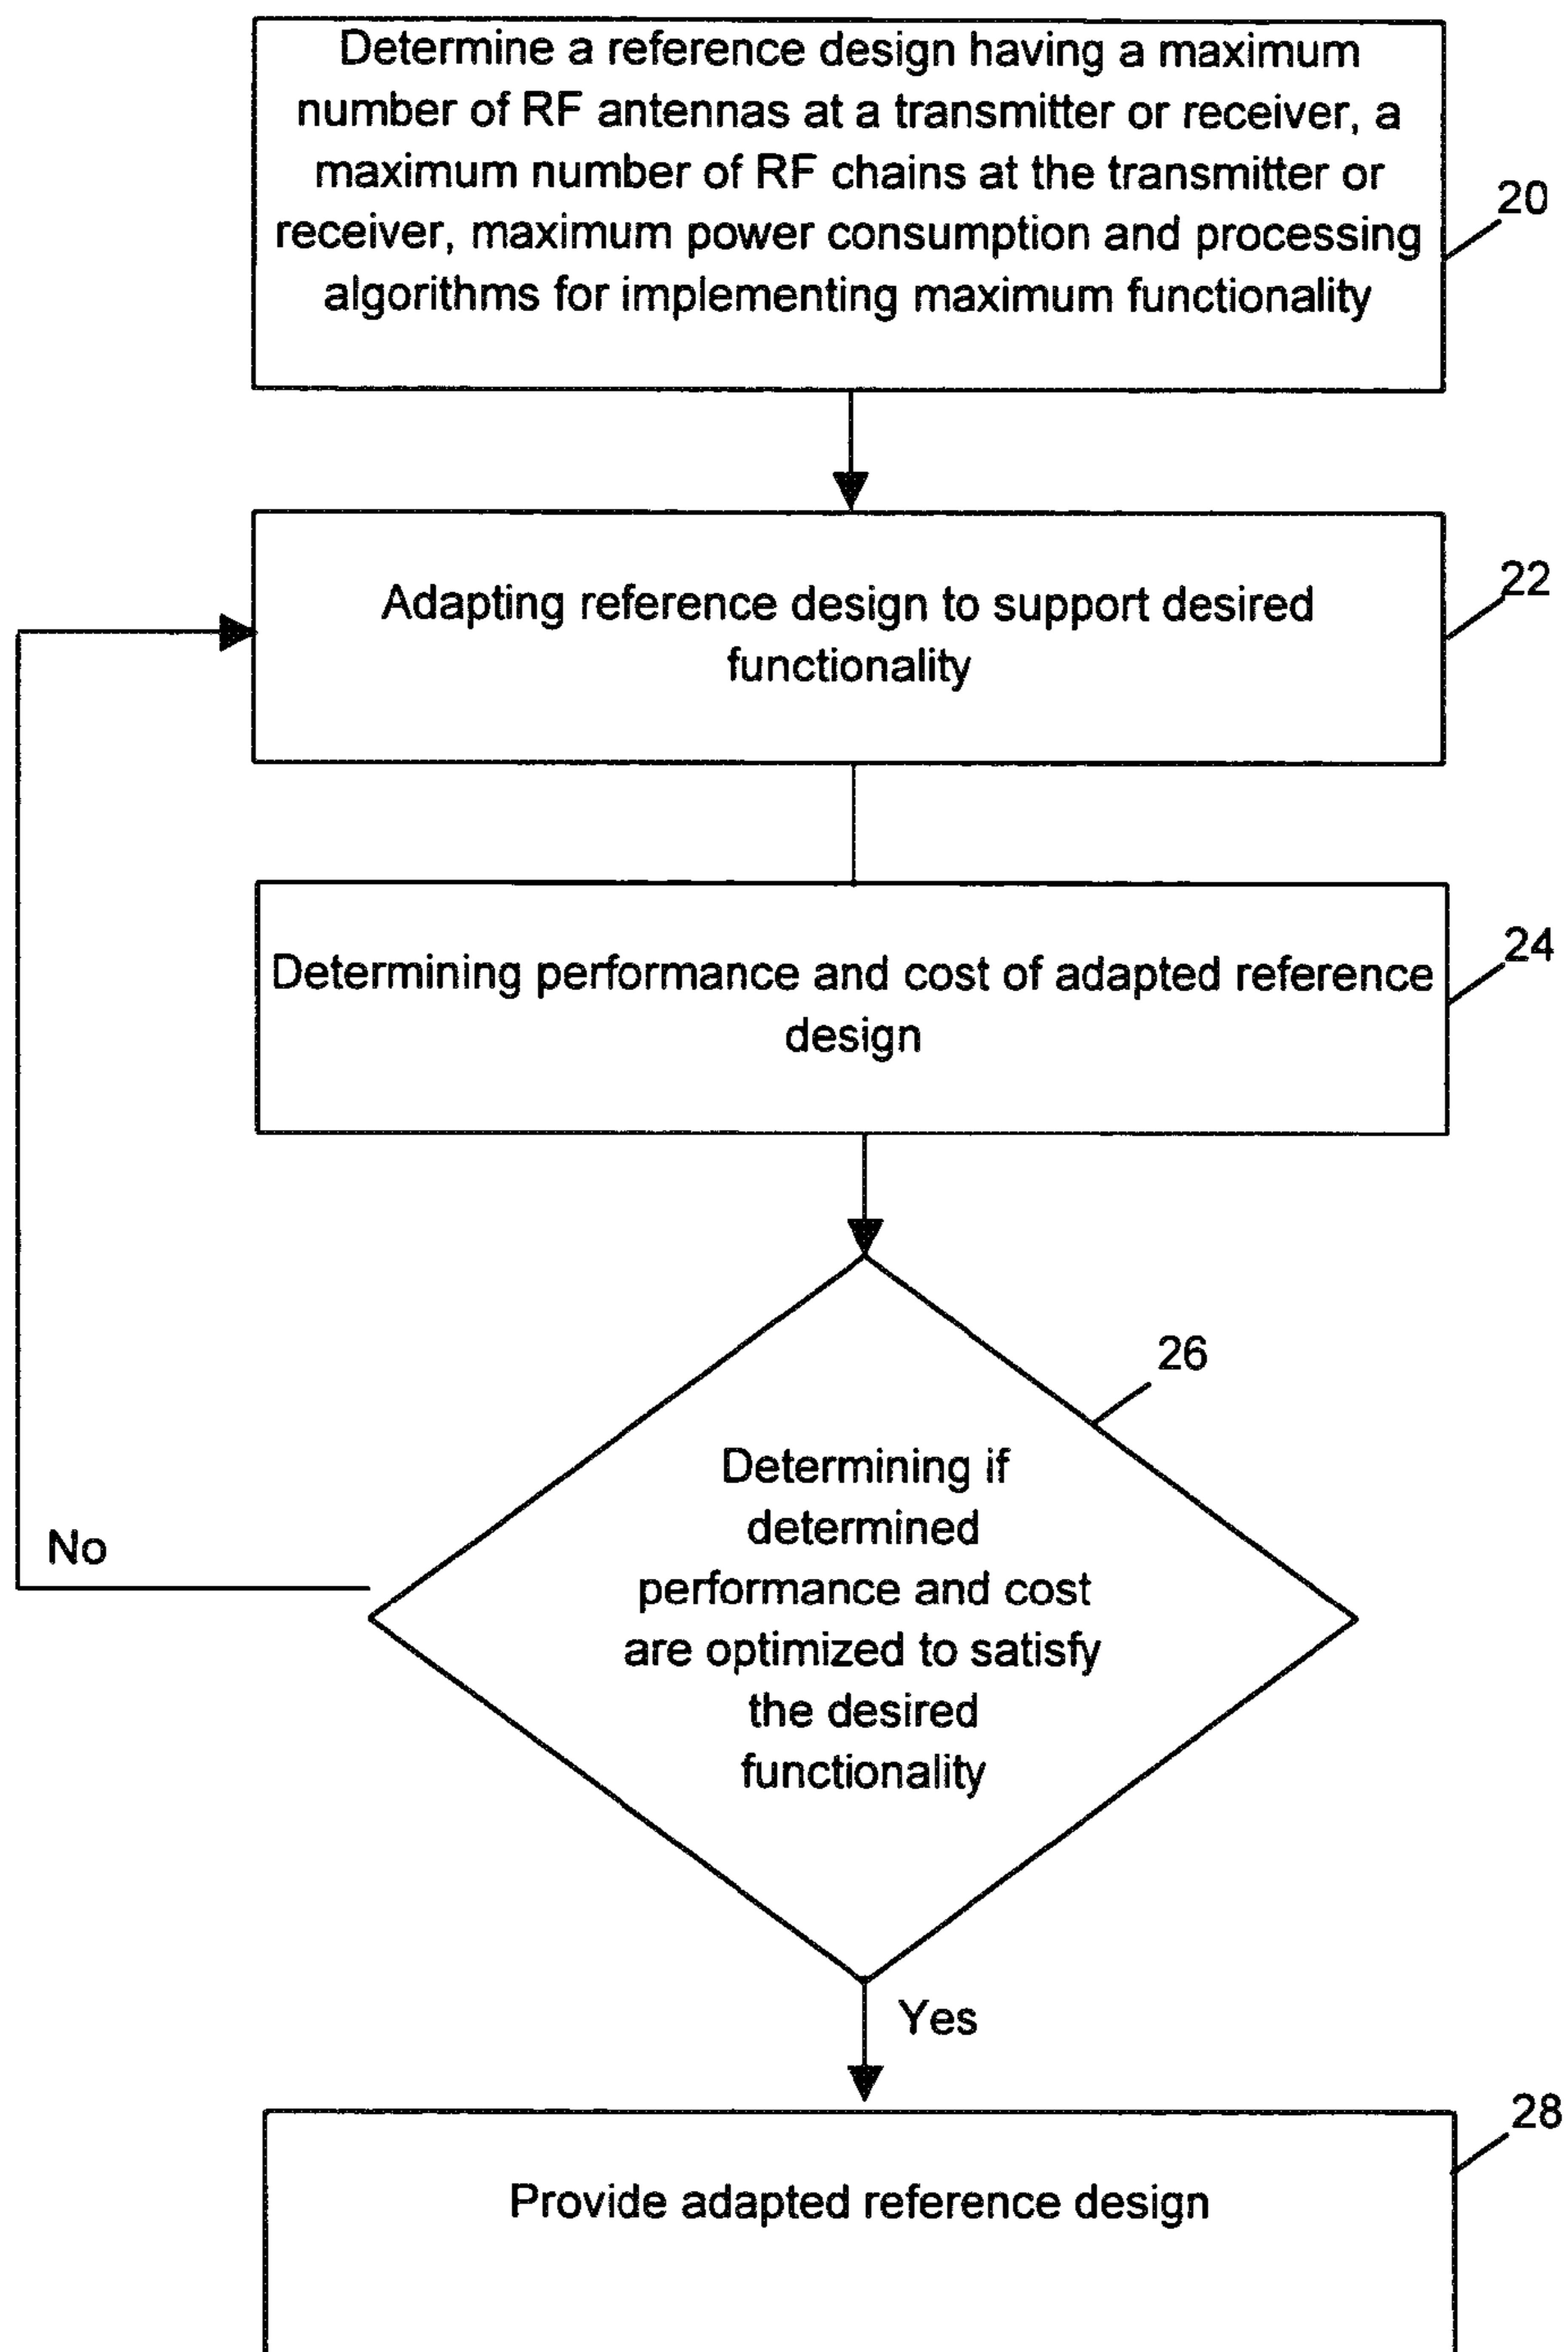 Determine a reference design having a maximum
number of RF antennas at a transmitter or receiver, a
maximum number of RF chains at the transmitter or
receiver, maximum power consumption and processing
algorithms for implementing maximum functionality
20
Adapting reference design to support desired
functionality
22
Determining performance and cost of adapted reference
design
24
26
Determining if
determined
performance and cost
are optimized to satisfy
the desired
functionality
No
Yes
28
Provide adapted reference design